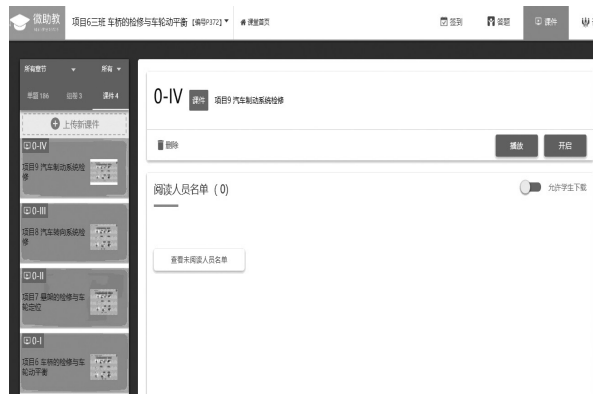 微助教
项目6三班 车桥的检修与车轮动平衡【编号P372】
课堂首页
签到
答题
课件
所有章节
所有
单题 186
组卷 3
课件 4
上传新课件
0-IV
项目9 汽车制动系统检修
0-III
项目8 汽车转向系统检修
0-II
项目7 悬架的检修与车轮定位
0-I
项目6 车桥的检修与车轮动平衡
0-IV 课件 项目9 汽车制动系统检修
删除
播放
开启
阅读人员名单 ( 0)
允许学生下载
查看未阅读人员名单